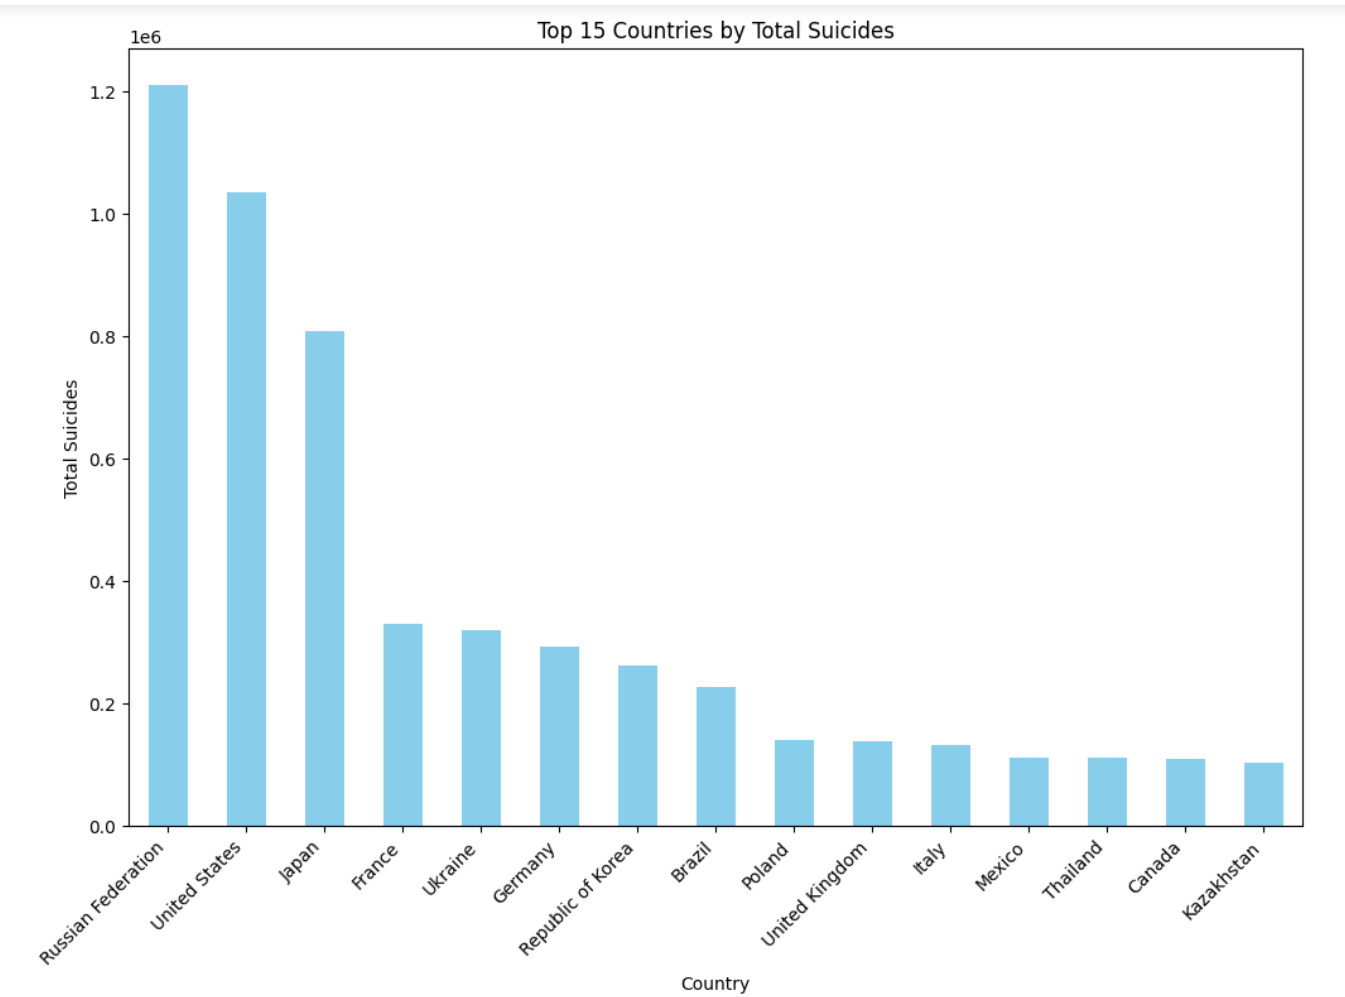 Top 15 Countries by Total Suicides
1e6
1.2
1.0
0.8
0.6
0.4
0.2
0.0
Total Suicides
Russian Federation
United States
Japan
France
Ukraine
Germany
Republic of Korea
Brazil
Poland
United Kingdom
Italy
Mexico
Thailand
Canada
Kazakhstan
Country